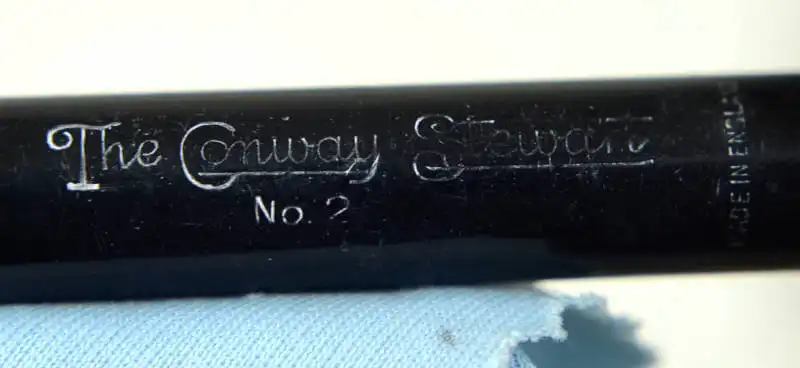 The Conway Stewart
No. 2
MADE IN ENGLAND